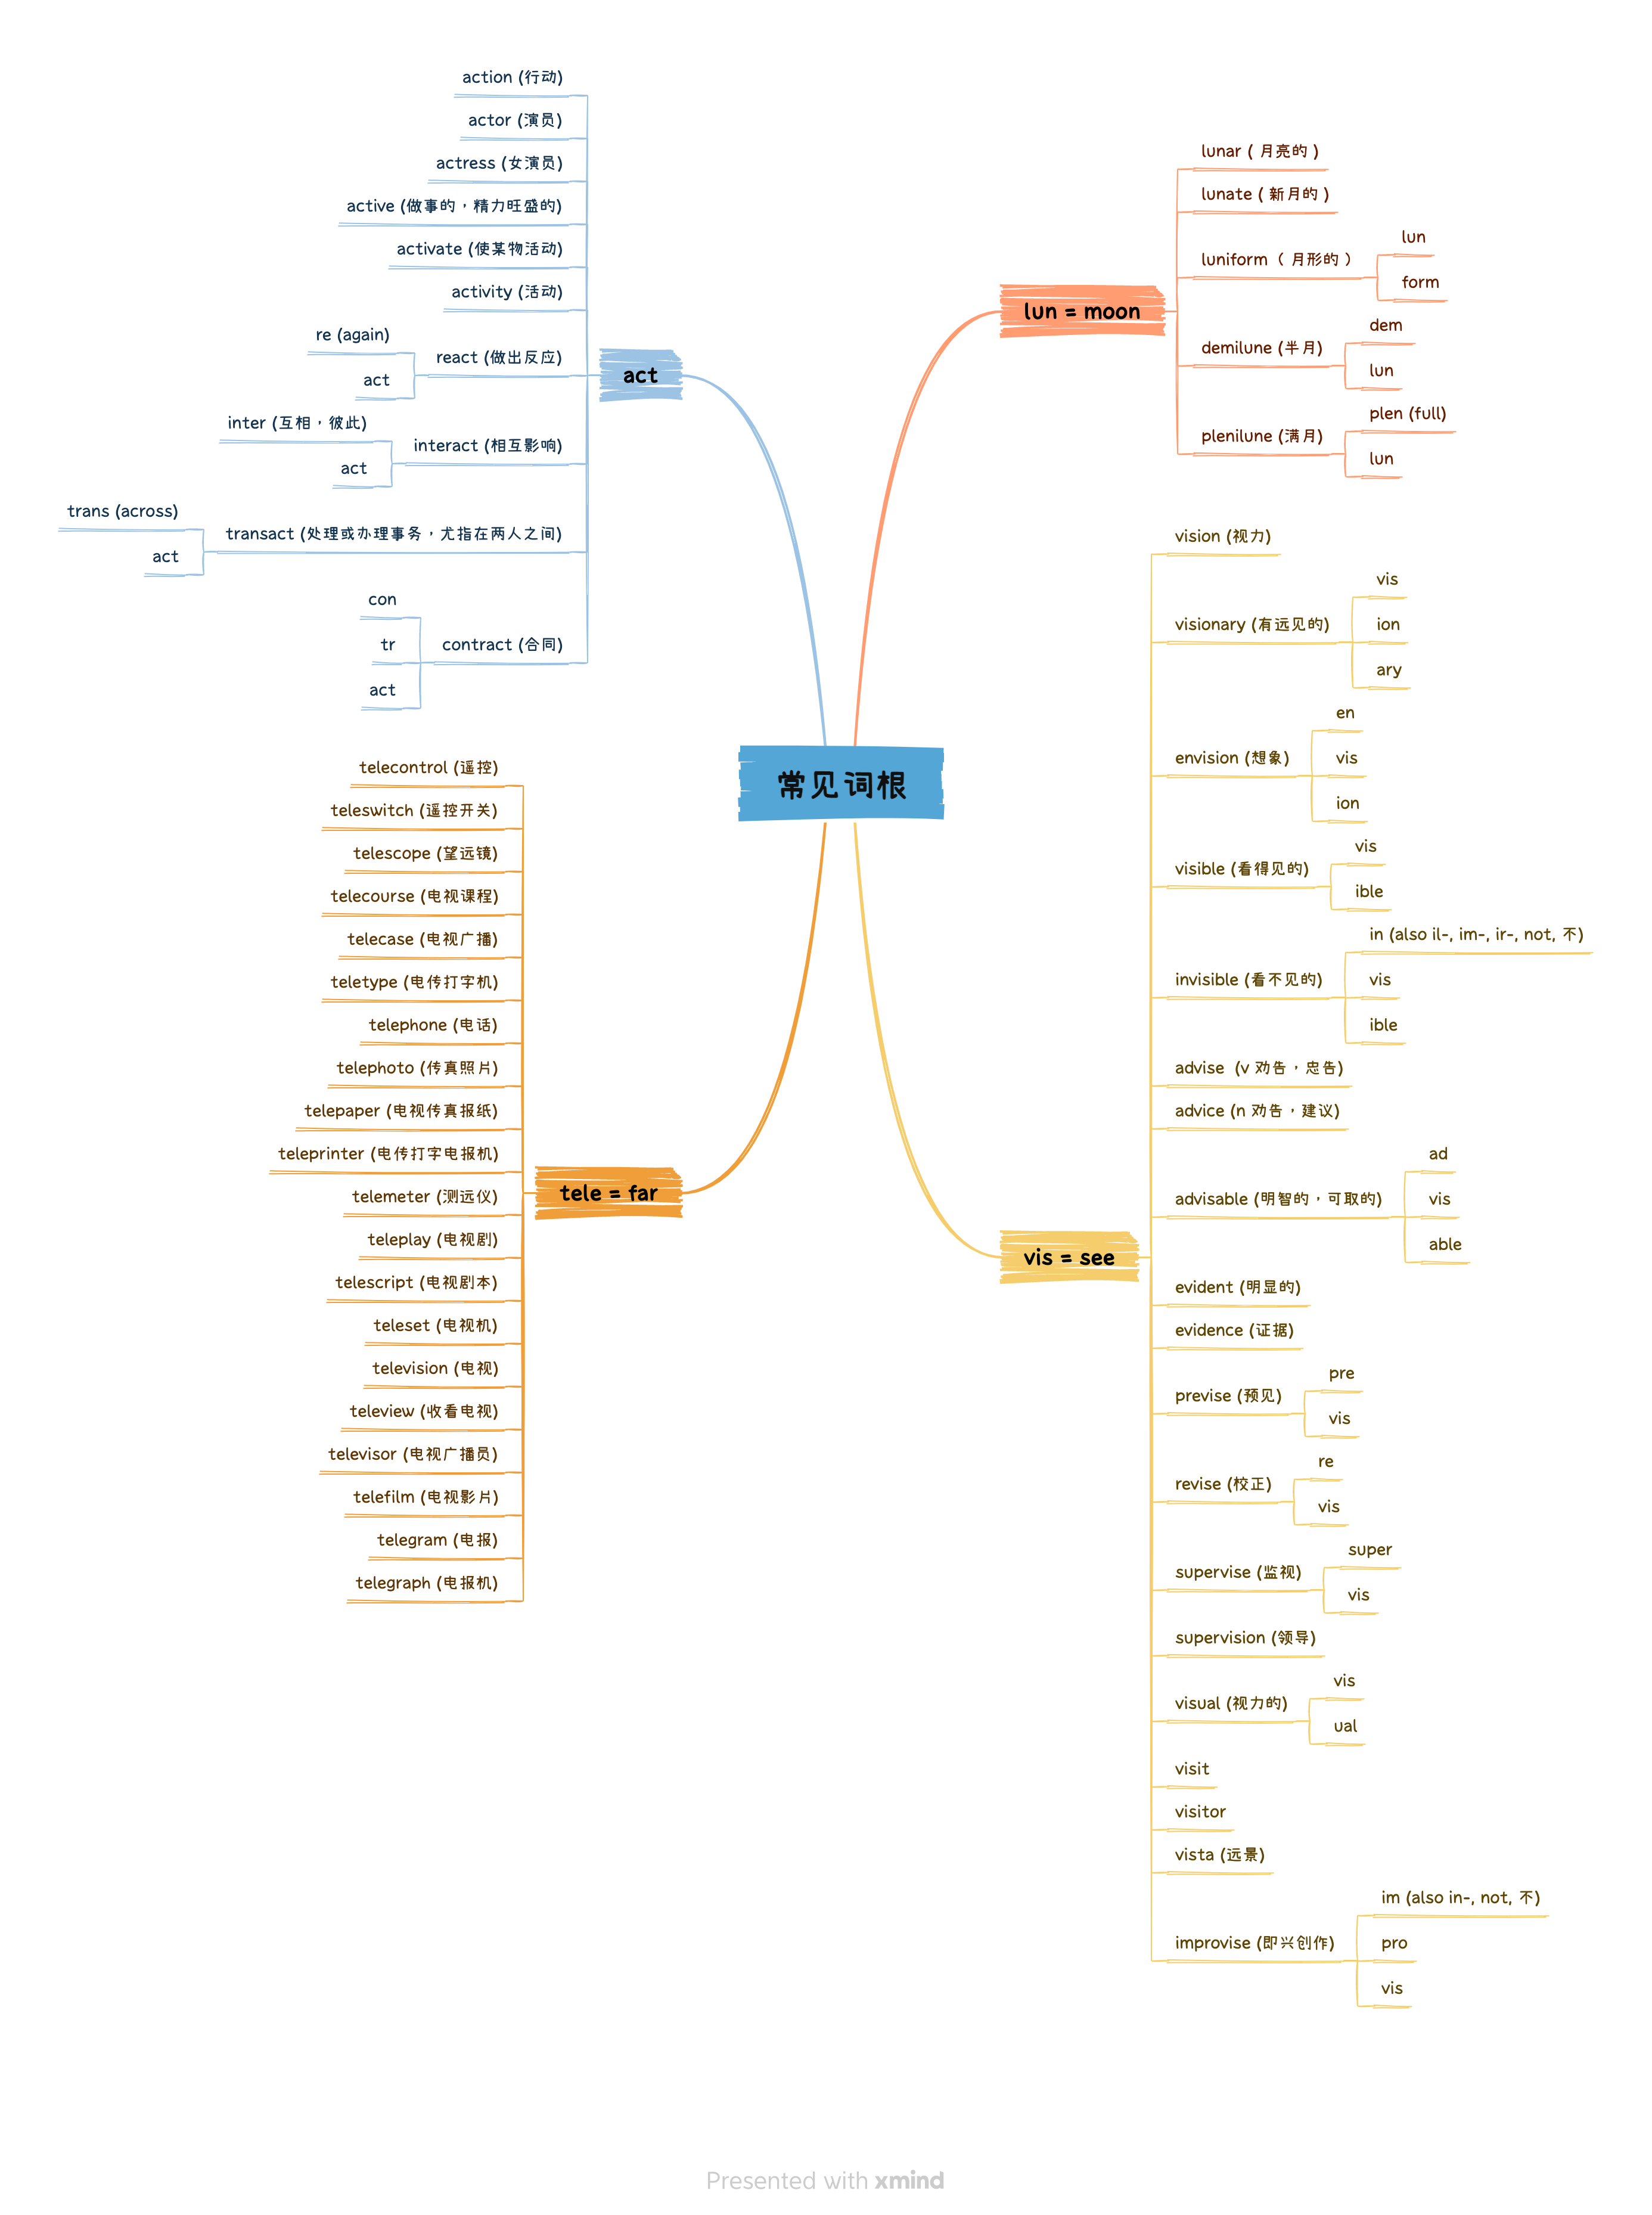 常见词根
lun = moon
lunar ( 月亮的 )
lunate ( 新月的 )
luniform （ 月形的 ）
lun
form
demilune (半月)
dem
lun
plenilune (满月)
plen (full)
lun
vis = see
vision (视力)
visionary (有远见的)
vis
ion
ary
envision (想象)
en
vis
ion
visible (看得见的)
vis
ible
invisible (看不见的)
in (also il-, im-, ir-, not, 不)
vis
ible
advise  (v 劝告，忠告)
advice (n 劝告，建议)
advisable (明智的，可取的)
ad
vis
able
evident (明显的)
evidence (证据)
previse (预见)
pre
vis
revise (校正)
re
vis
supervise (监视)
super
vis
supervision (领导)
visual (视力的)
vis
ual
visit
visitor
vista (远景)
improvise (即兴创作)
im (also in-, not, 不)
pro
vis
tele = far
telecontrol (遥控)
teleswitch (遥控开关)
telescope (望远镜)
telecourse (电视课程)
telecase (电视广播)
teletype (电传打字机)
telephone (电话)
telephoto (传真照片)
telepaper (电视传真报纸)
teleprinter (电传打字电报机)
telemeter (测远仪)
teleplay (电视剧)
telescript (电视剧本)
teleset (电视机)
television (电视)
teleview (收看电视)
televisor (电视广播员)
telefilm (电视影片)
telegram (电报)
telegraph (电报机)
act
action (行动)
actor (演员)
actress (女演员)
active (做事的，精力旺盛的)
activate (使某物活动)
activity (活动)
react (做出反应)
re (again)
act
interact (相互影响)
inter (互相，彼此)
act
transact (处理或办理事务，尤指在两人之间)
trans (across)
act
contract (合同)
con
tr
act
Presented with xmind